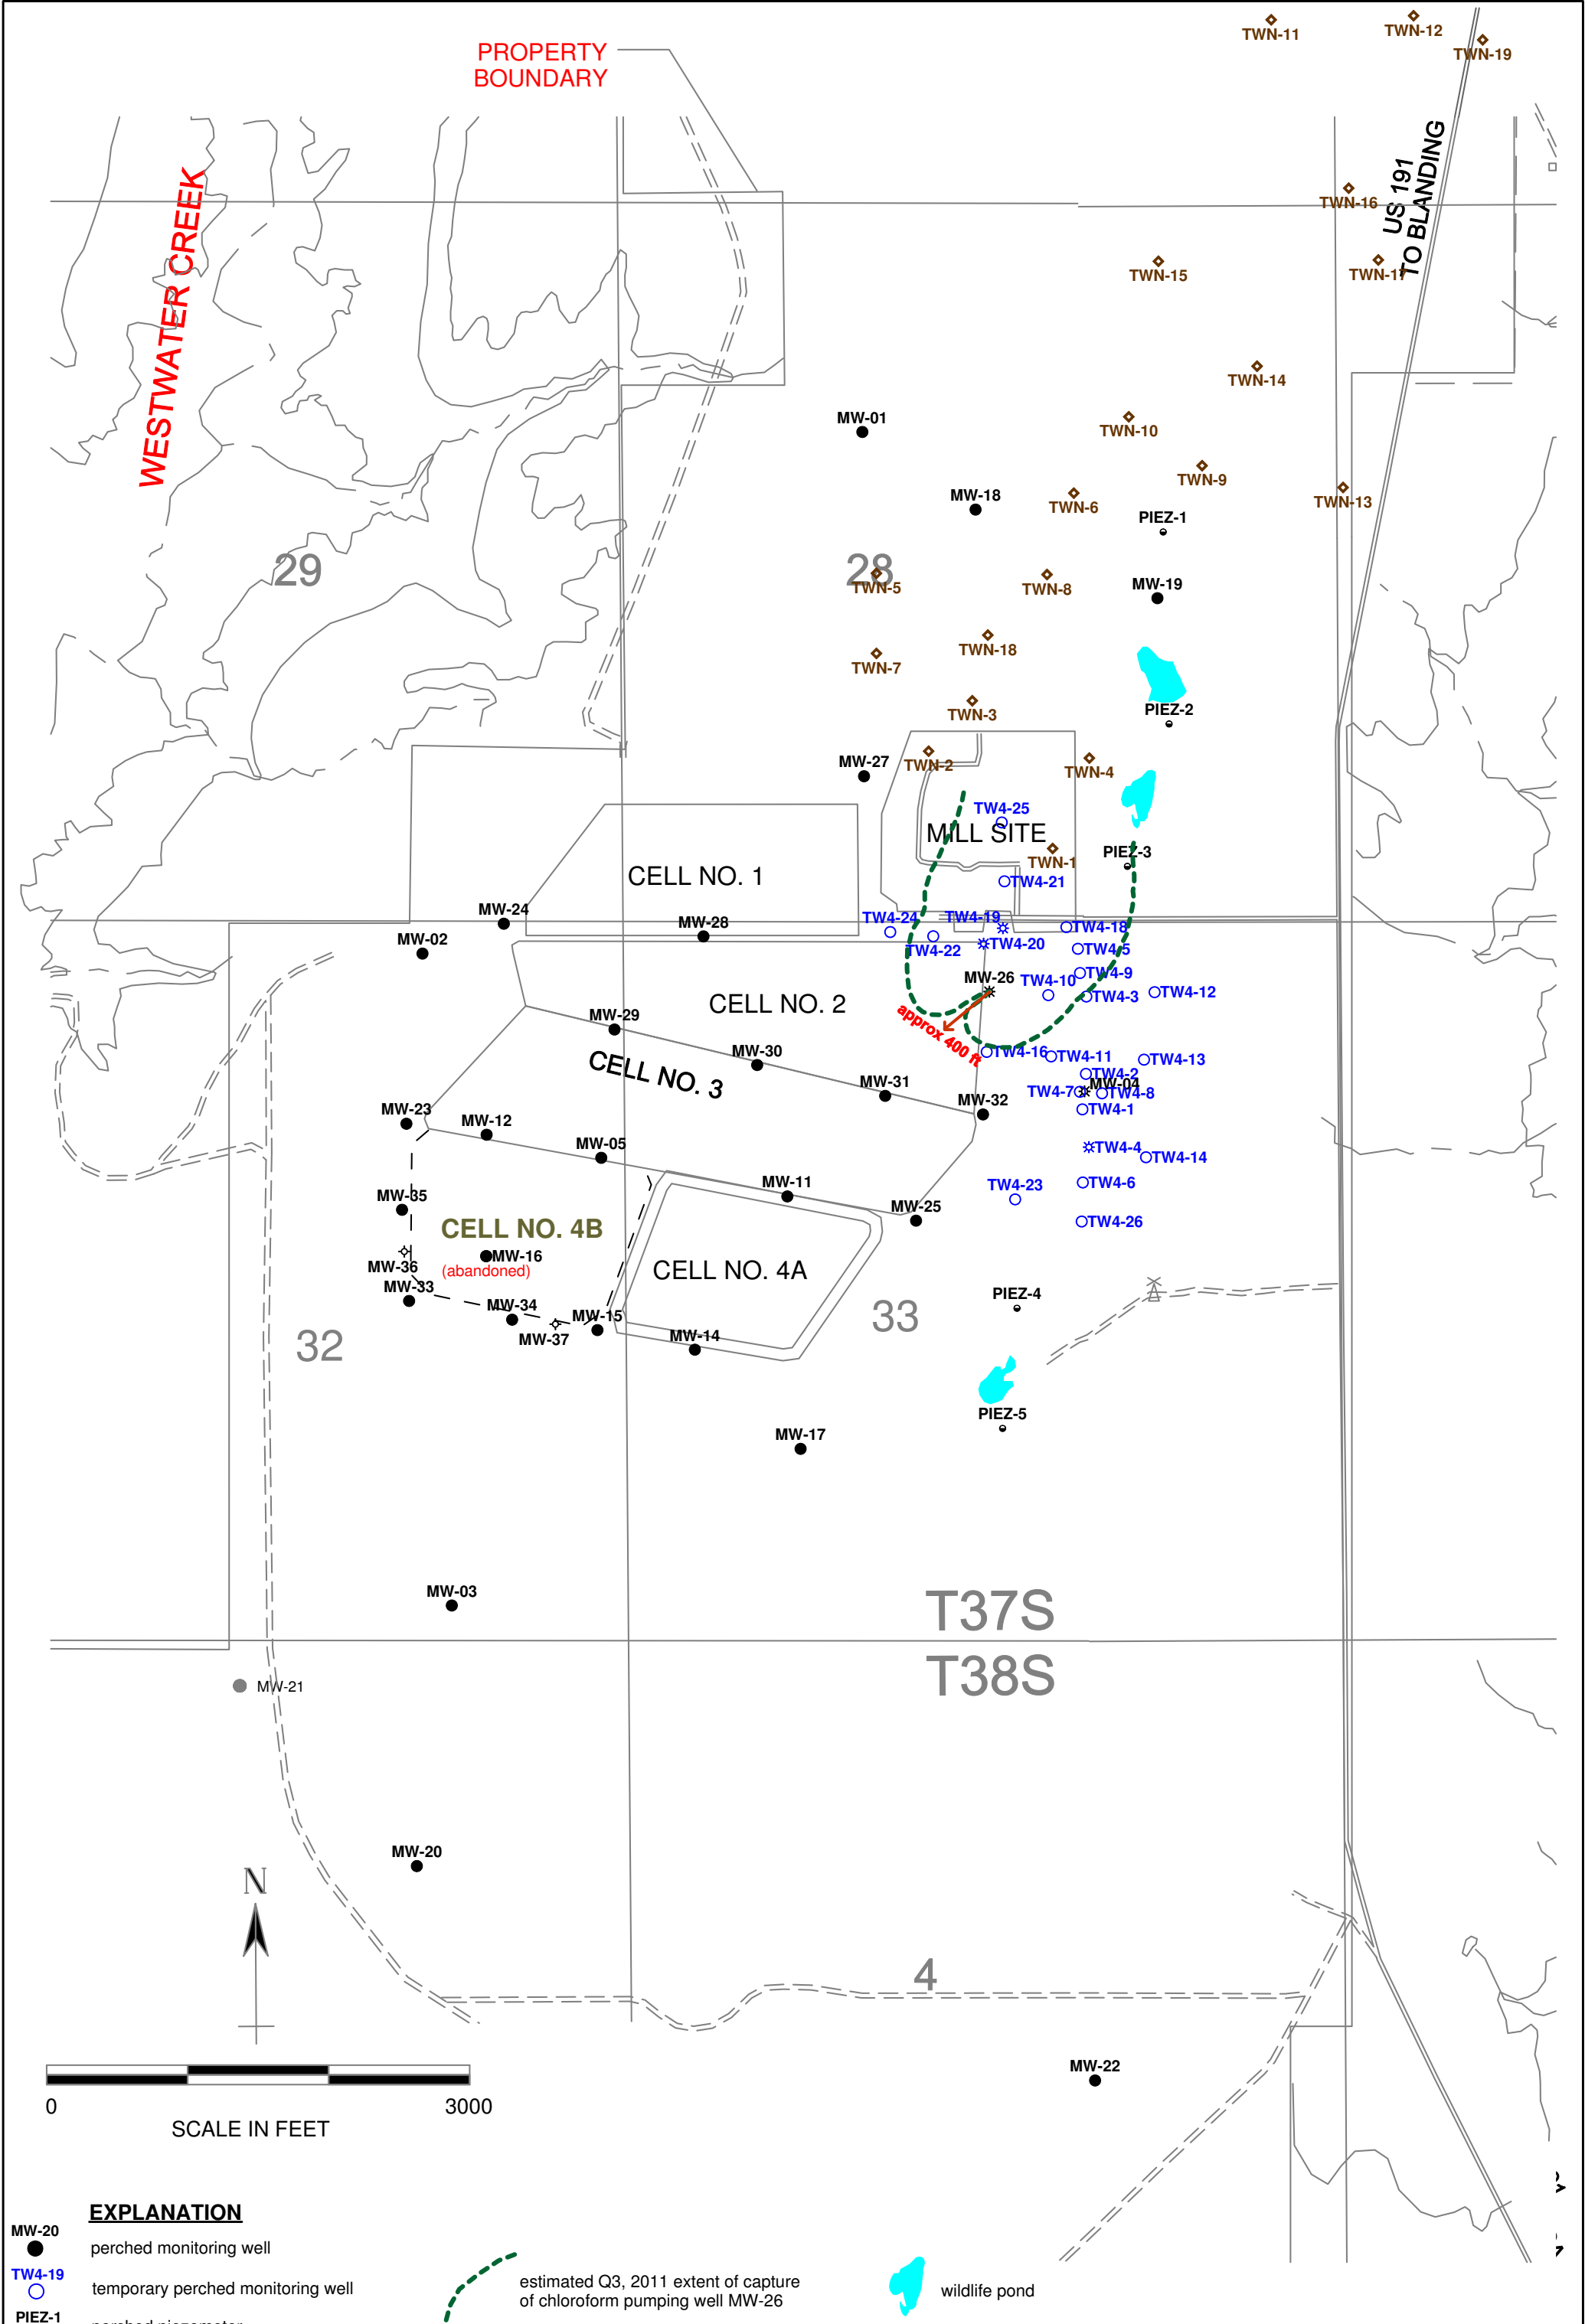 TWN-11
TWN-12
TWN-19
PROPERTY
BOUNDARY
WESTWATER CREEK
US 191
TO BLANDING
TWN-16
TWN-15
TWN-17
TWN-14
MW-01
TWN-10
TWN-9
MW-18
TWN-6
TWN-13
PIEZ-1
29
28
TWN-5
TWN-8
MW-19
TWN-18
TWN-7
TWN-3
PIEZ-2
MW-27
TWN-2
TWN-4
TW4-25
MILL SITE
TWN-1
PIEZ-3
CELL NO. 1
TW4-21
MW-24
MW-28
TW4-24
TW4-19
TW4-18
MW-02
TW4-22
TW4-20
TW4-5
TW4-9
MW-26
TW4-10
TW4-3
TW4-12
CELL NO. 2
MW-29
approx 400 ft
MW-30
CELL NO. 3
TW4-16
TW4-11
TW4-13
TW4-2
MW-31
MW-04
TW4-7
TW4-8
MW-32
TW4-1
MW-23
MW-12
MW-05
TW4-4
TW4-14
MW-11
TW4-6
TW4-23
MW-35
MW-25
TW4-26
CELL NO. 4B
MW-16
(abandoned)
CELL NO. 4A
MW-36
MW-33
MW-34
MW-15
MW-37
MW-14
PIEZ-4
33
32
PIEZ-5
MW-17
MW-03
T37S
T38S
MW-21
MW-20
N
4
MW-22
0
3000
SCALE IN FEET
EXPLANATION
MW-20
perched monitoring well
TW4-19
temporary perched monitoring well
PIEZ-1
estimated Q3, 2011 extent of capture
of chloroform pumping well MW-26
wildlife pond